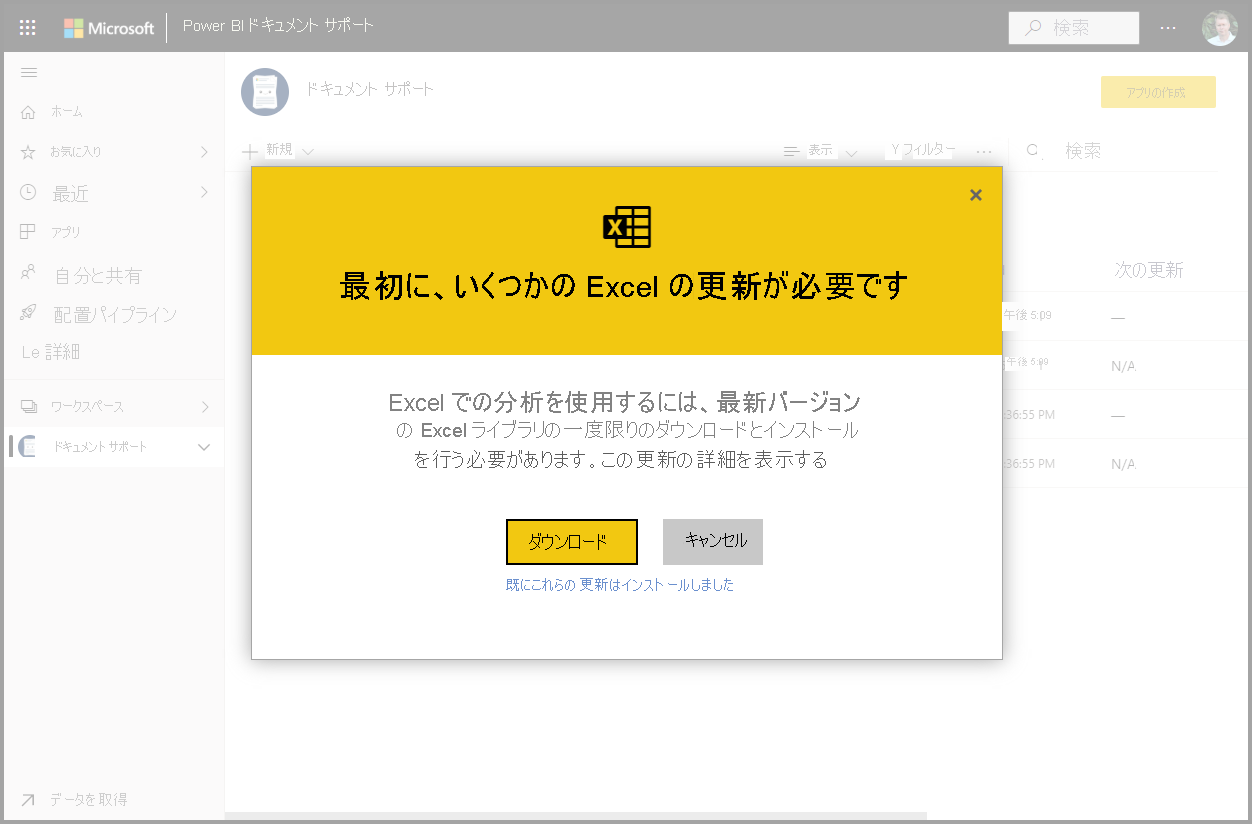 Microsoft
Power BIドキュメント サポート
検索
ドキュメント サポート
アプリの作成
ホーム
お気に入り
最近
アプリ
自分と共有
配置パイプライン
Le 詳細
ワークスペース
ドキュメント サポート
データを取得
新規
表示
Y フィルター
検索
最初に、いくつかの Excel の更新が必要です
Excel での分析を使用するには、最新バージョン
の Excel ライブラリの一度限りのダウンロードとインストール
を行う必要があります。この更新の詳細を表示する
ダウンロード
キャンセル
既にこれらの 更新はインストールしました
次の更新
午後 5:09
—
午後
N/A
:36:55 PM
—
:36:55 PM
N/A